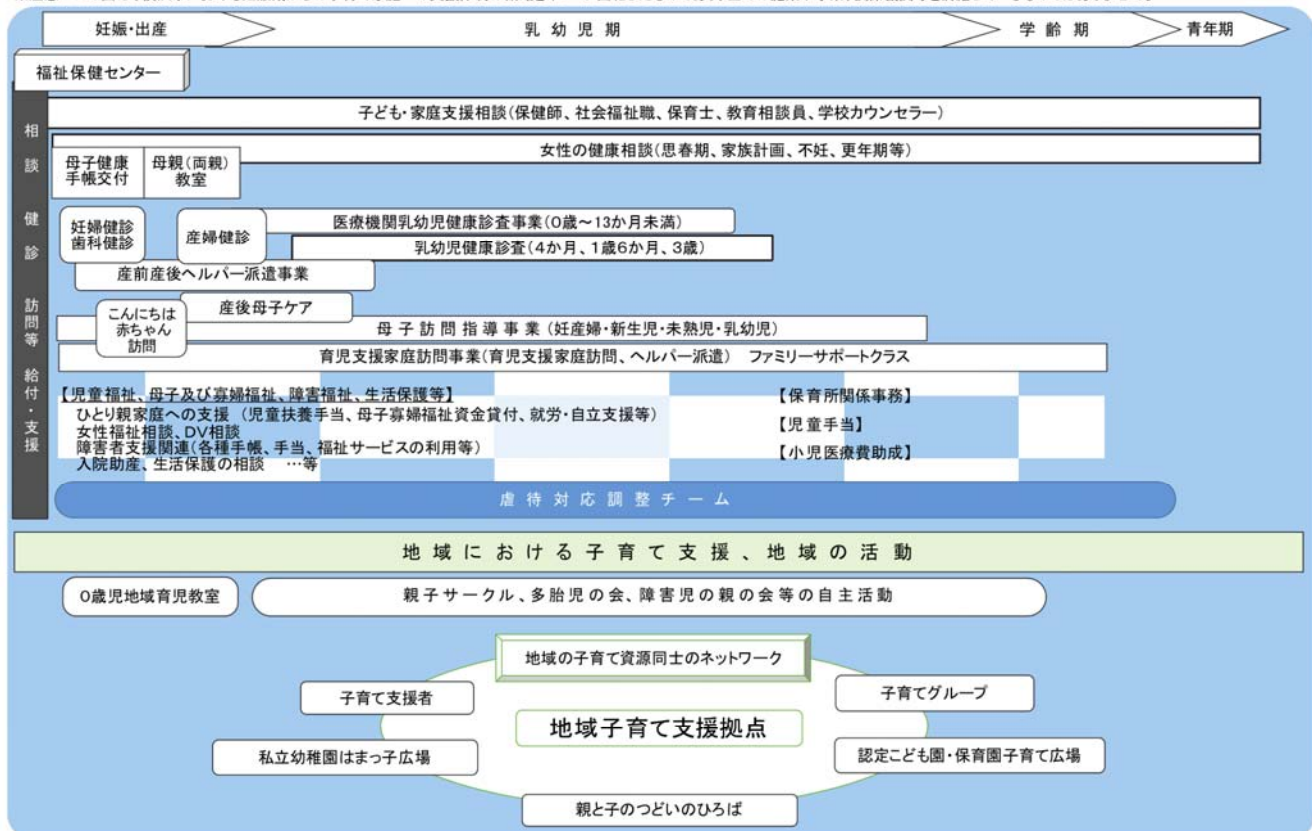 妊娠・出産
乳幼児期
学齢期
青年期
福祉保健センター
相談
健診
訪問等
給付・支援
子ども・家庭支援相談(保健師、社会福祉職、保育士、教育相談員、学校カウンセラー)
女性の健康相談(思春期、家族計画、不妊、更年期等)
母子健康
手帳交付
母親(両親)
教室
妊婦健診
歯科健診
産婦健診
医療機関乳幼児健康診査事業(0歳~13か月未満)
乳幼児健康診査(4か月、1歳6か月、3歳)
産前産後ヘルパー派遣事業
産後母子ケア
こんにちは
赤ちゃん
訪問
母子訪問指導事業(妊産婦・新生児・未熟児・乳幼児)
育児支援家庭訪問事業(育児支援家庭訪問、ヘルパー派遣) ファミリーサポートクラス
【児童福祉、母子及び寡婦福祉、障害福祉、生活保護等】
ひとり親家庭への支援 (児童扶養手当、母子寡婦福祉資金貸付、就労・自立支援等)
女性福祉相談、DV相談
障害者支援関連(各種手帳、手当、福祉サービスの利用等)
入院助産、生活保護の相談 …等
【保育所関係事務】
【児童手当】
【小児医療費助成】
虐待対応調整チーム
地域における子育て支援、地域の活動
0歳児地域育児教室
親子サークル、多胎児の会、障害児の親の会等の自主活動
地域の子育て資源同士のネットワーク
子育て支援者
子育てグループ
地域子育て支援拠点
私立幼稚園はまっ子広場
認定こども園・保育園子育て広場
親と子のつどいのひろば